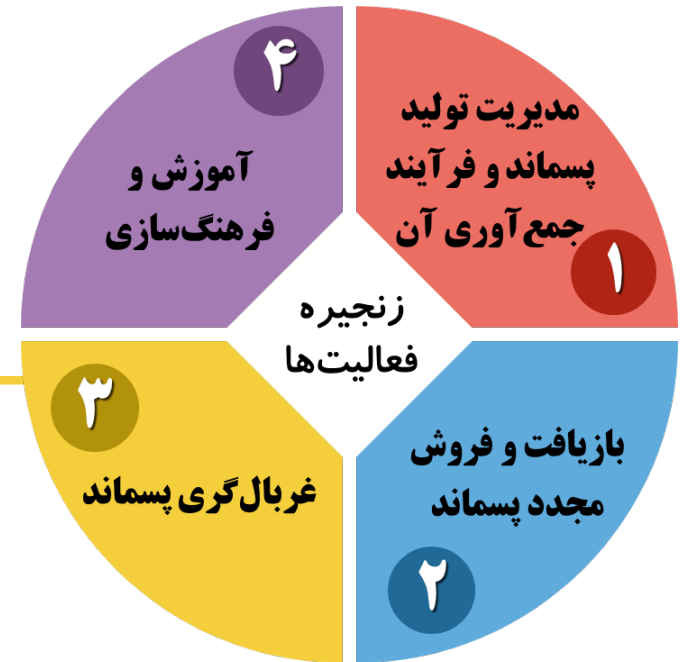 زنجیره
فعالیت‌ها
مدیریت تولید
پسماند و فرآیند
جمع‌آوری آن
۱
بازیافت و فروش
مجدد پسماند
۲
۳
غربال‌گری پسماند
۴
آموزش و
فرهنگ‌سازی